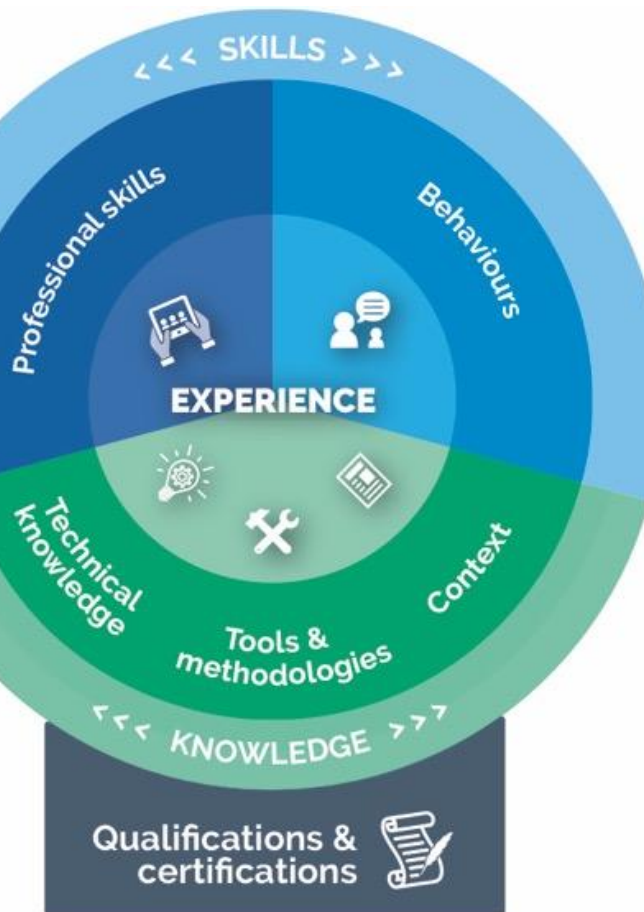 <<< SKILLS >>>
Professional skills
Behaviours
EXPERIENCE
Technical
knowledge
Tools &
methodologies
Context
<<< KNOWLEDGE >>>
Qualifications &
certifications